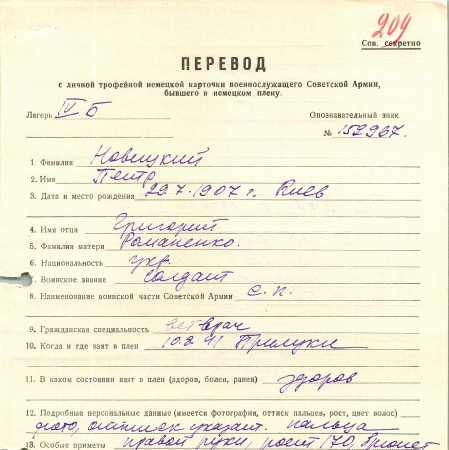 209
Сов. секретно
ПЕРЕВОД
с личной трофейной немецкой карточки военнослужащего Советской Армии,
бывшего в немецком плену.
Лагерь IV Б Опознавательный знак
№ 152967.
1. Фамилия Новицкий
2. Имя Петр
3. Дата и место рождения 29.7.1907 г. Киев
4. Имя отца Григорий
5. Фамилия матери Романенко.
6. Национальность укр.
7. Воинское звание солдат
8. Наименование воинской части Советской Армии с.п.
9. Гражданская специальность ветврач
10. Когда и где взят в плен 10.8.41. Прилуки
11. В каком состоянии взят в плен (здоров, болен, ранен) здоров
12. Подробные персональные данные (имеется фотография, оттиск пальцев, рост, цвет волос)
фото, оттиск указат. пальца
13. Особые приметы правой руки, рост 170, брюнет